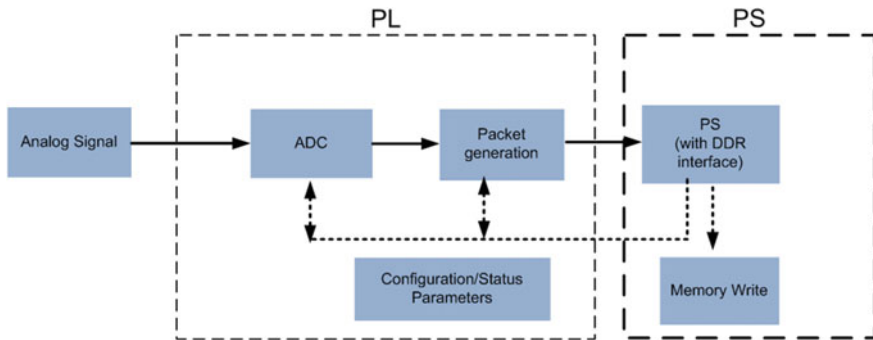 PL
PS
Analog Signal
ADC
Packet
generation
PS
(with DDR
interface)
Configuration/Status
Parameters
Memory Write